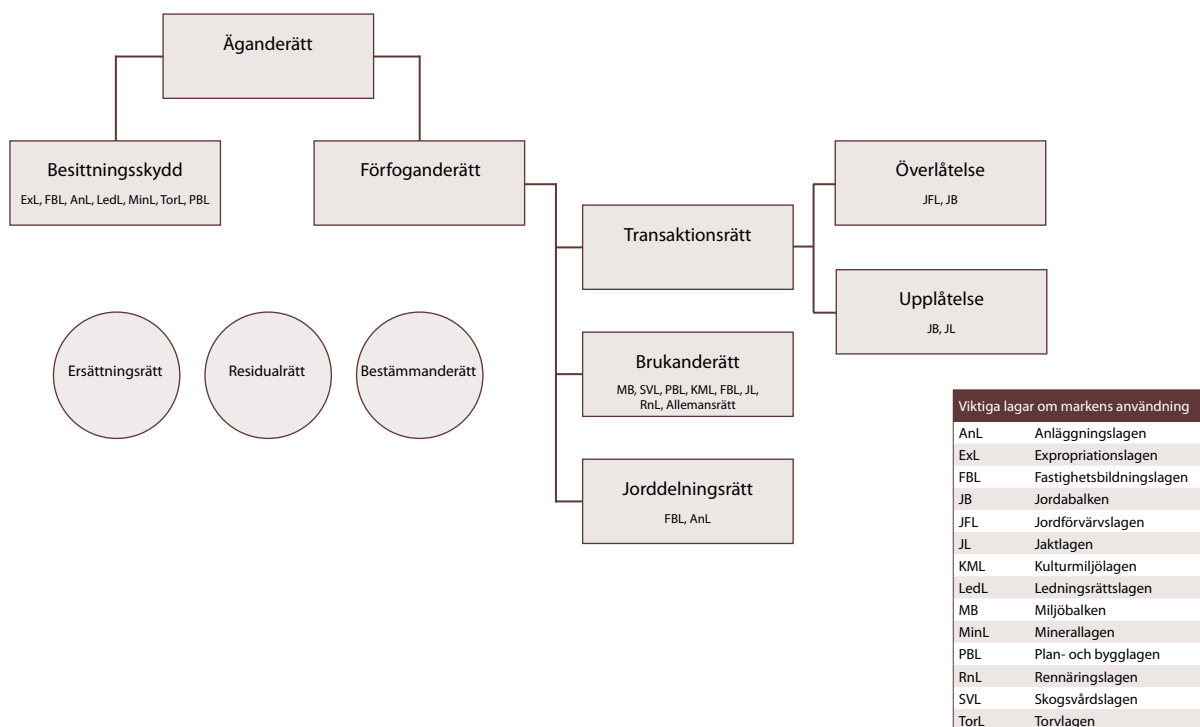 Äganderätt
Besittningsskydd
ExL, FBL, AnL, LedL, MinL, TorL, PBL
Förfoganderätt
Transaktionsrätt
Överlåtelse
JFL, JB
Upplåtelse
JB, JL
Brukanderätt
MB, SVL, PBL, KML, FBL, JL,
RnL, Allemansrätt
Jorddelningsrätt
FBL, AnL
Ersättningsrätt
Residualrätt
Bestämmanderätt
Viktiga lagar om markens användning
AnL Anläggningslagen
ExL Expropriationslagen
FBL Fastighetsbildningslagen
JB Jordabalken
JFL Jordförvärvslagen
JL Jaktlagen
KML Kulturmiljölagen
LedL Ledningsrättslagen
MB Miljöbalken
MinL Minerallagen
PBL Plan- och bygglagen
RnL Rennäringslagen
SVL Skogsvårdslagen
TorL Torvlagen